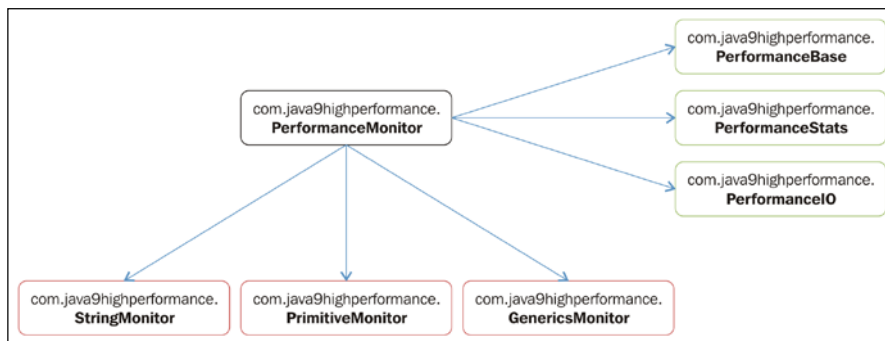 com.java9highperformance.
PerformanceBase
com.java9highperformance.
PerformanceMonitor
com.java9highperformance.
PerformanceStats
com.java9highperformance.
PerformanceIO
com.java9highperformance.
StringMonitor
com.java9highperformance.
PrimitiveMonitor
com.java9highperformance.
GenericsMonitor